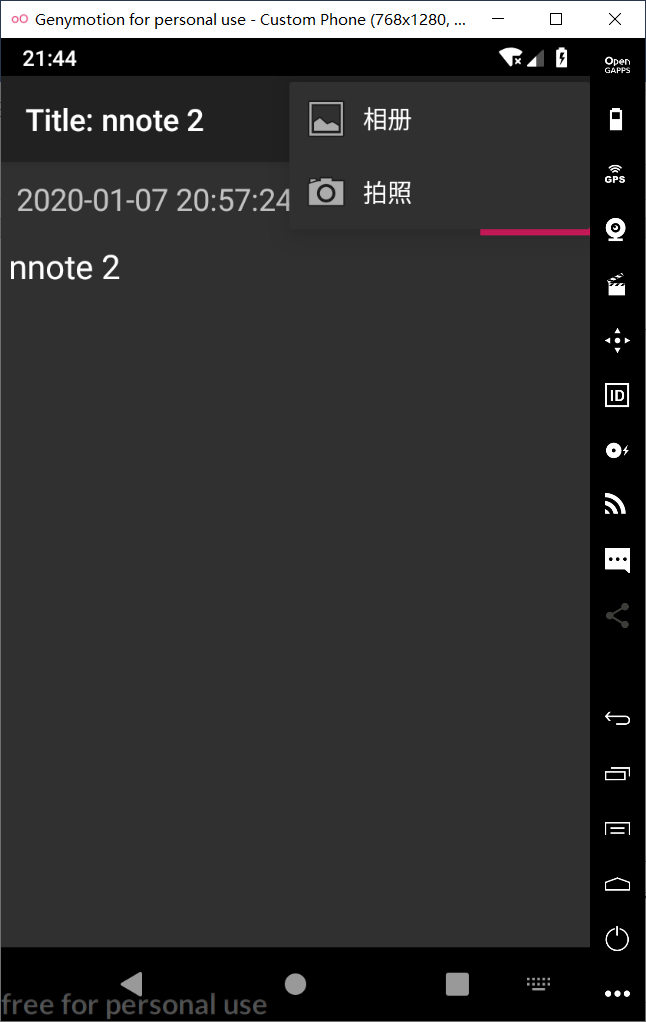 Genymotion for personal use - Custom Phone (768x1280, ...
21:44
Open
GAPPS
Title: nnote 2
相册
GPS
拍照
2020-01-07 20:57:24
nnote 2
ID
free for personal use